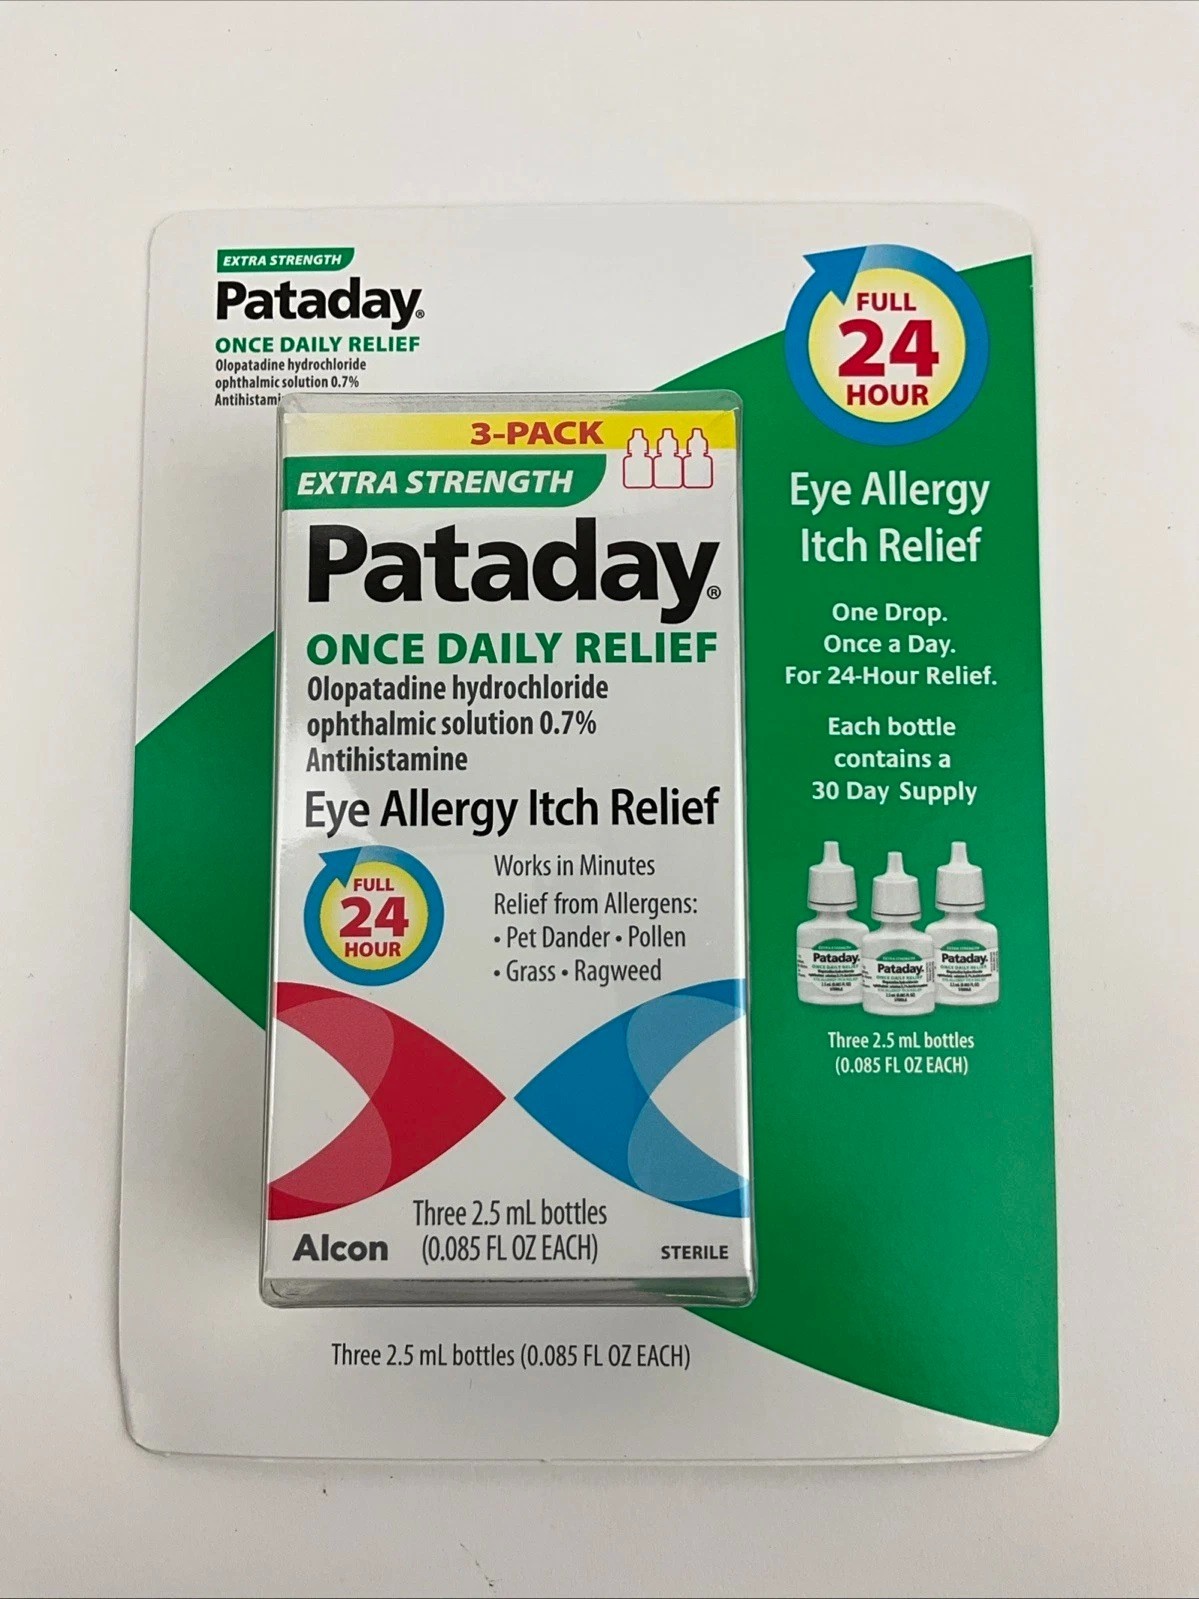 EXTRA STRENGTH
Pataday®
ONCE DAILY RELIEF
Olopatadine hydrochloride
ophthalmic solution 0.7%
FULL
24
HOUR
Eye Allergy
Itch Relief
One Drop.
Once a Day.
For 24-Hour Relief.
Each bottle
contains a
30 Day Supply
Pataday.
Pataday.
Pataday.
Three 2.5 mL bottles
(0.085 FL OZ EACH)
3-PACK
EXTRA STRENGTH
Pataday®
ONCE DAILY RELIEF
Olopatadine hydrochloride
ophthalmic solution 0.7%
Antihistamine
Eye Allergy Itch Relief
FULL
24
HOUR
Works in Minutes
Relief from Allergens:
• Pet Dander • Pollen
• Grass • Ragweed
Three 2.5 mL bottles
(0.085 FL OZ EACH)
Alcon
STERILE
Three 2.5 mL bottles (0.085 FL OZ EACH)